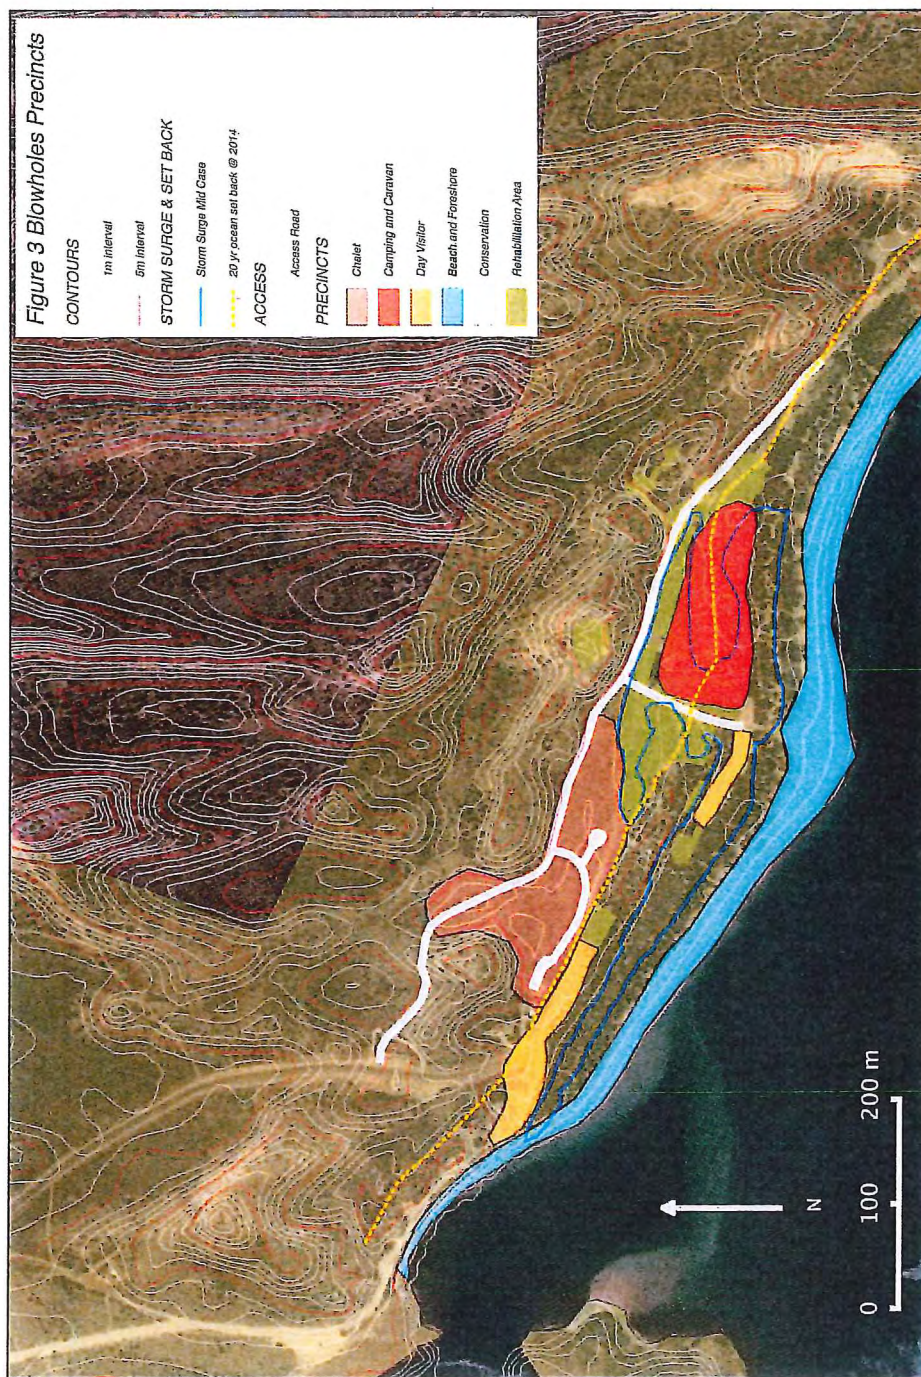 Figure 3 Blowholes Precincts
CONTOURS
1m Interval
5m Interval
STORM SURGE & SET BACK
Storm Surge Mid Case
20 yr ocean set back @ 2014
ACCESS
Access Road
PRECINCTS
Chalet
Camping and Caravan
Day Visitor
Beach and Foreshore
Conservation
Rehabilitation Area
N
0 100 200 m